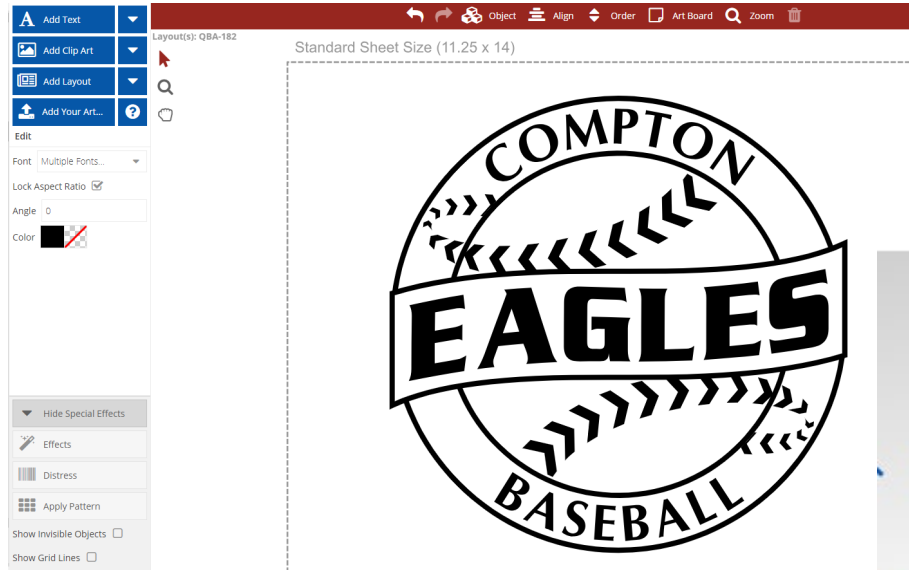 Add Text
Object Align Order Art Board Zoom
Layout(s): QBA-182
Add Clip Art
Standard Sheet Size (11.25 x 14)
Add Layout
Add Your Art...
Edit
Font Multiple Fonts...
Lock Aspect Ratio
Angle 0
Color
COMPTON
EAGLES
BASEBALL
Hide Special Effects
Effects
Distress
Apply Pattern
Show Invisible Objects
Show Grid Lines